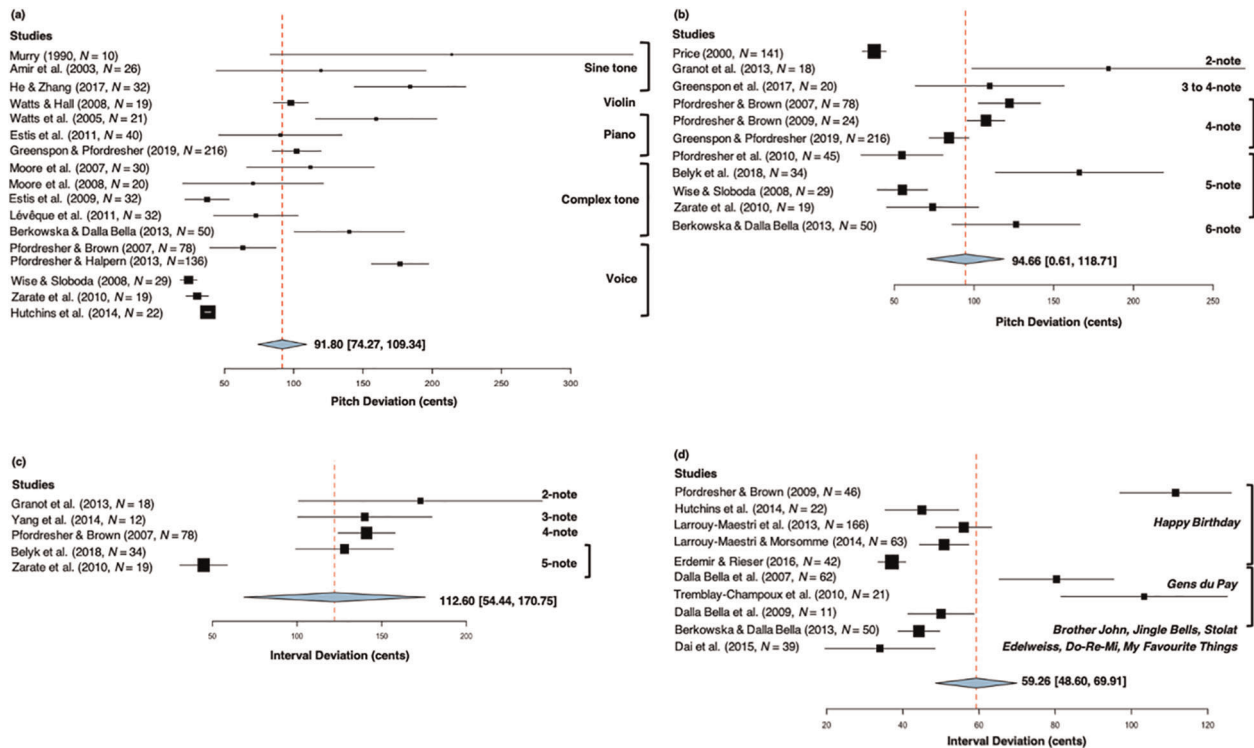 (a)
Studies
Murry (1990, N = 10)
Amir et al. (2003, N = 26)
He & Zhang (2017, N = 32)
Sine tone
Watts & Hall (2008, N = 19)
Violin
Watts et al. (2005, N = 21)
Estis et al. (2011, N = 40)
Greenspon & Pfordresher (2019, N = 216)
Piano
Moore et al. (2007, N = 30)
Moore et al. (2008, N = 20)
Estis et al. (2009, N = 32)
Lévêque et al. (2011, N = 32)
Berkowska & Dalla Bella (2013, N = 50)
Complex tone
Pfordresher & Brown (2007, N = 78)
Pfordresher & Halpern (2013, N =136)
Wise & Sloboda (2008, N = 29)
Zarate et al. (2010, N = 19)
Hutchins et al. (2014, N = 22)
Voice
91.80 [74.27, 109.34]
50 100 150 200 250 300
Pitch Deviation (cents)
(b)
Studies
Price (2000, N = 141)
Granot et al. (2013, N = 18)
2-note
Greenspon et al. (2017, N = 20)
3 to 4-note
Pfordresher & Brown (2007, N = 78)
Pfordresher & Brown (2009, N = 24)
Greenspon & Pfordresher (2019, N = 216)
4-note
Pfordresher et al. (2010, N = 45)
Belyk et al. (2018, N = 34)
Wise & Sloboda (2008, N = 29)
Zarate et al. (2010, N = 19)
5-note
Berkowska & Dalla Bella (2013, N = 50)
6-note
94.66 [0.61, 118.71]
50 100 150 200 250
Pitch Deviation (cents)
(c)
Studies
Granot et al. (2013, N = 18)
2-note
Yang et al. (2014, N = 12)
3-note
Pfordresher & Brown (2007, N = 78)
4-note
Belyk et al. (2018, N = 34)
Zarate et al. (2010, N = 19)
5-note
112.60 [54.44, 170.75]
50 100 150 200
Interval Deviation (cents)
(d)
Studies
Pfordresher & Brown (2009, N = 46)
Hutchins et al. (2014, N = 22)
Larrouy-Maestri et al. (2013, N = 166)
Larrouy-Maestri & Morsomme (2014, N = 63)
Erdemir & Rieser (2016, N = 42)
Happy Birthday
Dalla Bella et al. (2007, N = 62)
Tremblay-Champoux et al. (2010, N = 21)
Dalla Bella et al. (2009, N = 11)
Gens du Pay
Berkowska & Dalla Bella (2013, N = 50)
Brother John, Jingle Bells, Stolat
Dai et al. (2015, N = 39)
Edelweiss, Do-Re-Mi, My Favourite Things
59.26 [48.60, 69.91]
20 40 60 80 100 120
Interval Deviation (cents)